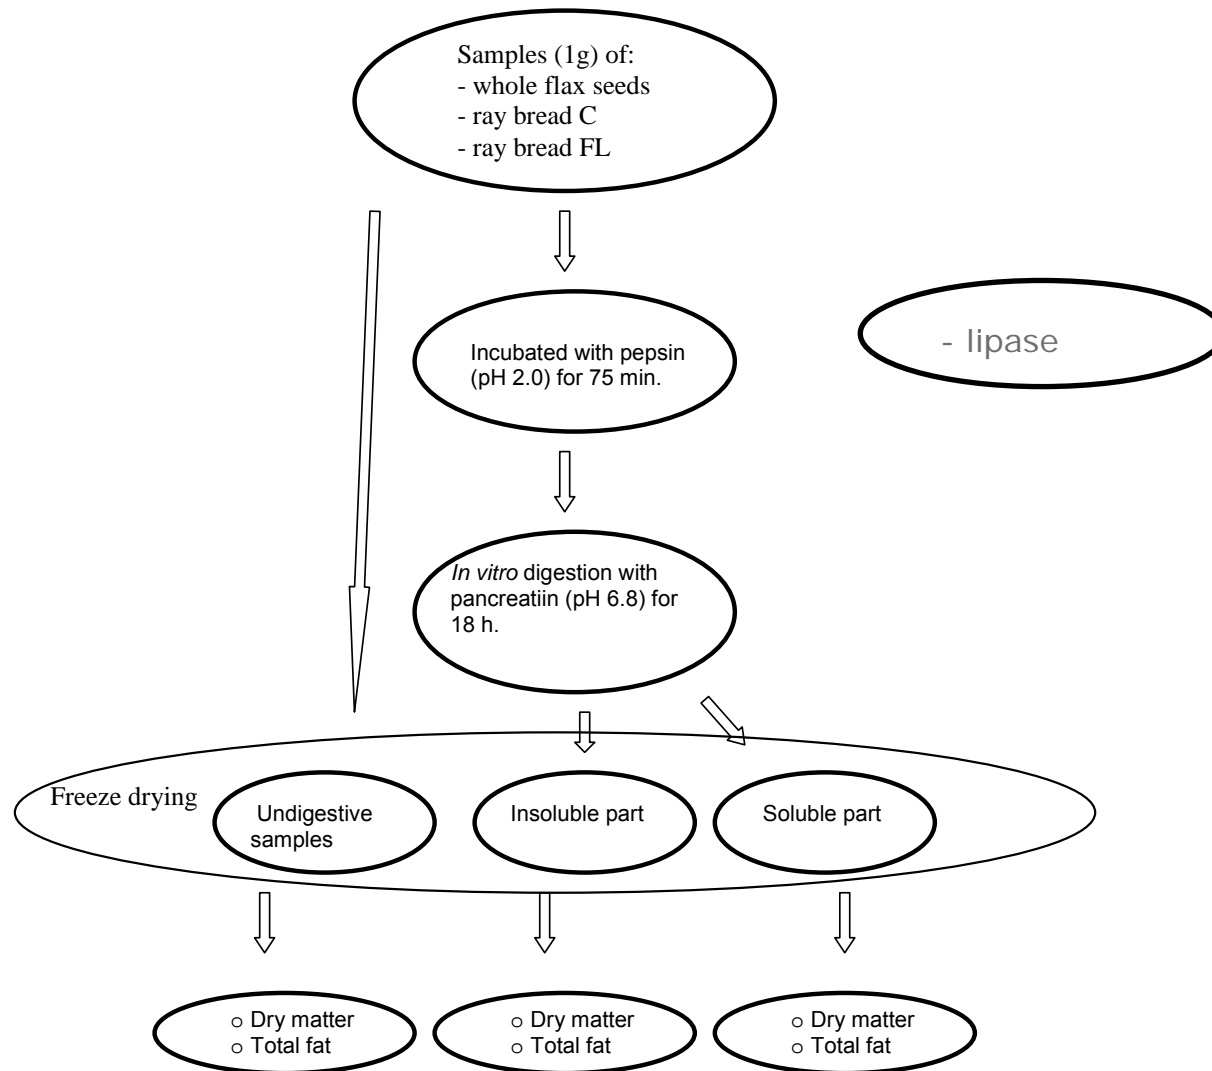 Samples (1g) of:
- whole flax seeds
- ray bread C
- ray bread FL
Incubated with pepsin
(pH 2.0) for 75 min.
- lipase
In vitro digestion with
pancreatiin (pH 6.8) for
18 h.
Freeze drying
Undigestive
samples
Insoluble part
Soluble part
o Dry matter
o Total fat
o Dry matter
o Total fat
o Dry matter
o Total fat